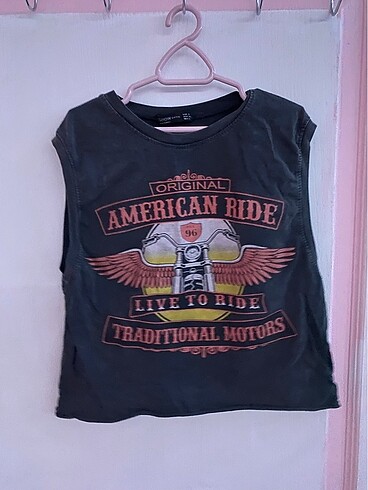 ORIGINAL
AMERICAN RIDE
96
LIVE TO RIDE
TRADITIONAL MOTORS